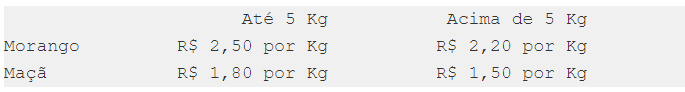 Até 5 Kg Acima de 5 Kg
Morango R$ 2,50 por Kg R$ 2,20 por Kg
Maçã R$ 1,80 por Kg R$ 1,50 por Kg